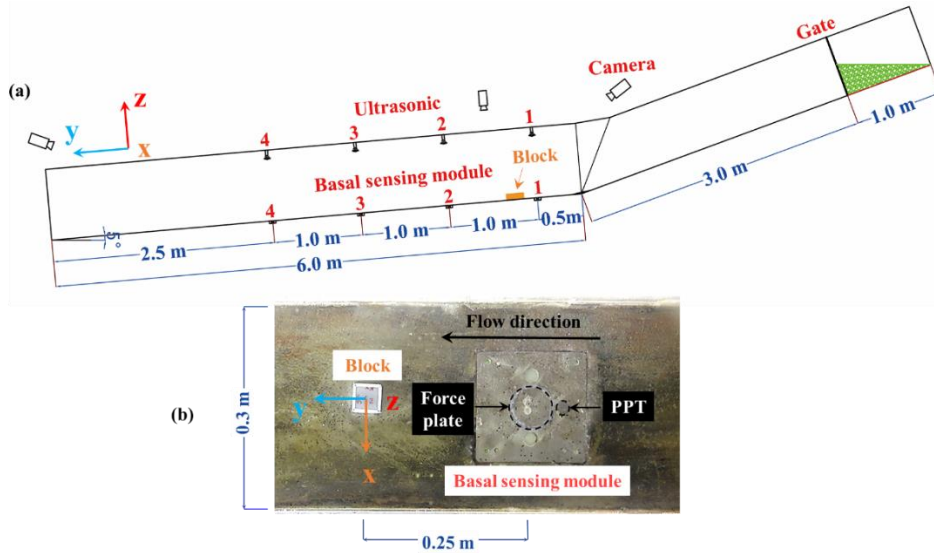 (a)
Gate
Camera
Ultrasonic
z
y
x
4
3
2
1
Block
Basal sensing module
4
3
2
1
1.0 m
3.0 m
0.5m
1.0 m
1.0 m
1.0 m
2.5 m
5°
6.0 m
(b)
Flow direction
Block
y
z
x
Force
plate
PPT
Basal sensing module
0.3 m
0.25 m